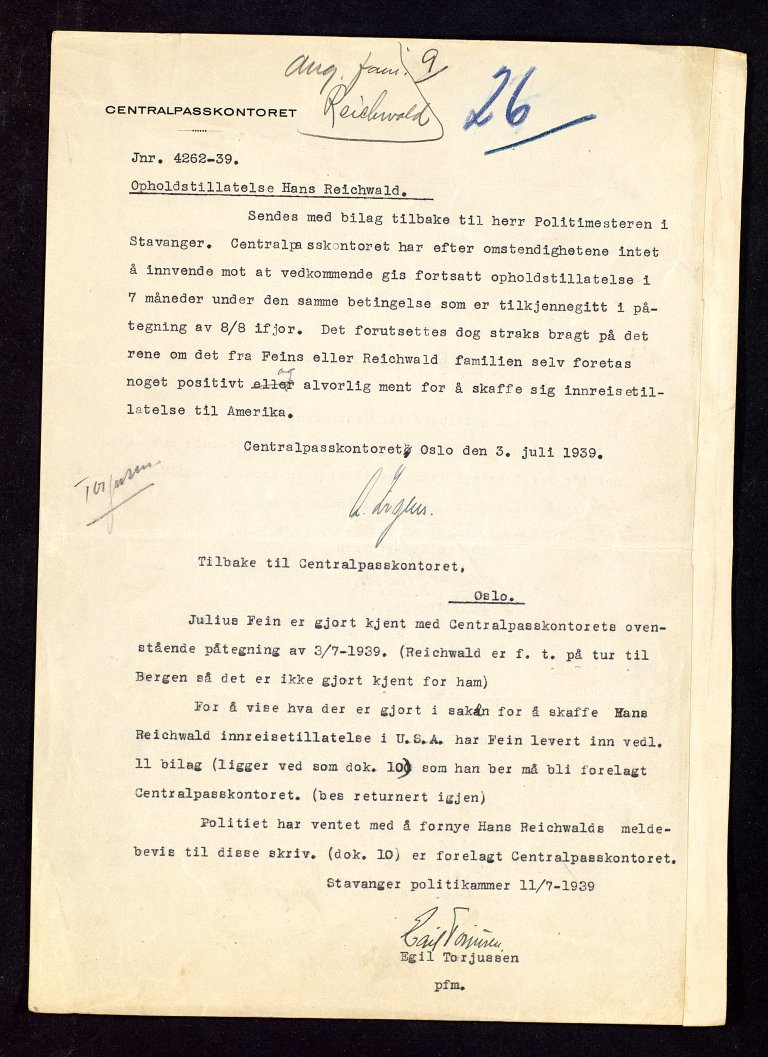 Ang. fam. 9
Reichwald
26
CENTRALPASSKONTORET
Jnr. 4262-39.
Opholdstillatelse Hans Reichwald.
Sendes med bilag tilbake til herr Politimesteren i
Stavanger. Centralpasskontoret har efter omstendighetene intet
å innvende mot at vedkommende gis fortsatt opholdstillatelse i
7 måneder under den samme betingelse som er tilkjennegitt i på-
tegning av 8/8 ifjor. Det forutsettes dog straks bragt på det
rene om det fra Feins eller Reichwald familien selv foretas
og
noget positivt eller alvorlig ment for å skaffe sig innreisetil-
latelse til Amerika.
Centralpasskontoret, Oslo den 3. juli 1939.
Torjussen
Tilbake til Centralpasskontoret,
Oslo.
Julius Fein er gjort kjent med Centralpasskontorets oven-
stående påtegning av 3/7-1939. (Reichwald er f. t. på tur til
Bergen så det er ikke gjort kjent for ham)
For å vise hva der er gjort i saken for å skaffe Hans
Reichwald innreisetillatelse i U.S.A. har Fein levert inn vedl.
11 bilag (ligger ved som dok. 10) som han ber må bli forelagt
Centralpasskontoret. (bes returnert igjen)
Politiet har ventet med å fornye Hans Reichwalds melde-
bevis til disse skriv. (dok. 10) er forelagt Centralpasskontoret.
Stavanger politikammer 11/7-1939
Egil Torjussen
Egil Torjussen
pfm.